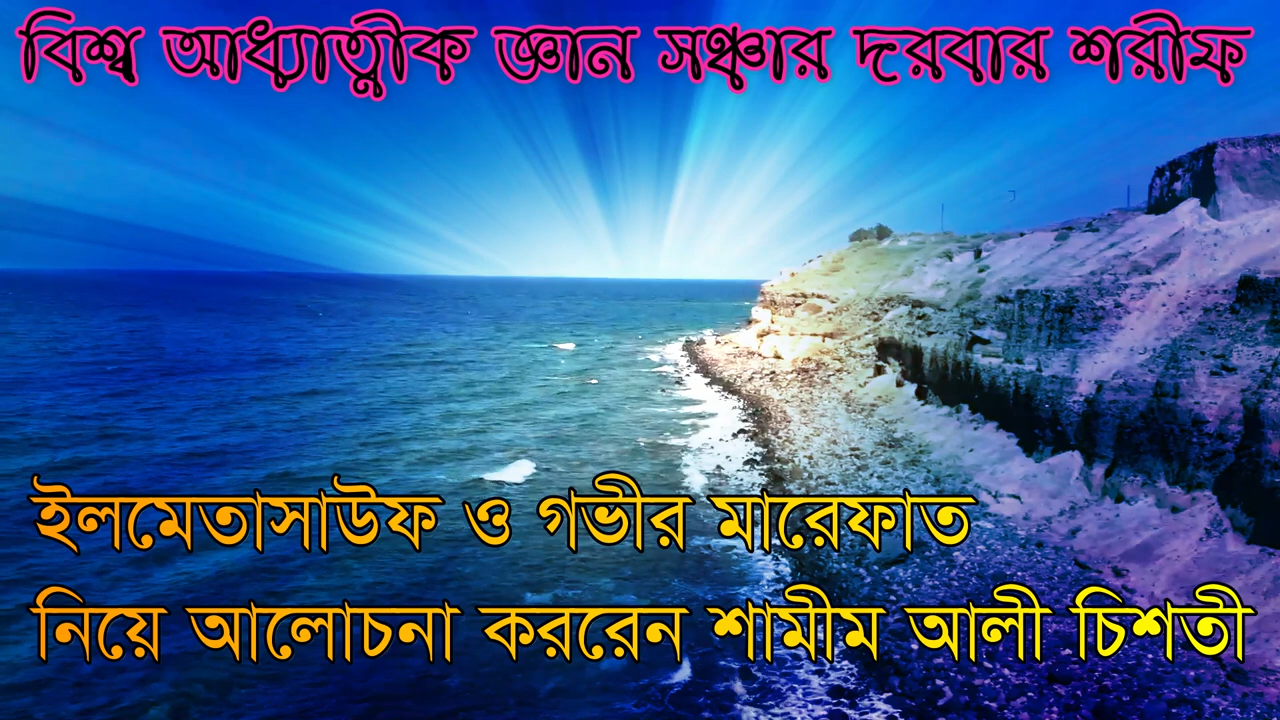 বিশ্ব আধ্যাত্নীক জ্ঞান সঞ্চার দরবার শরীফ
ইলমেতাসাউফ ও গভীর মারেফাত
নিয়ে আলোচনা কররেন শামীম আলী চিশতী